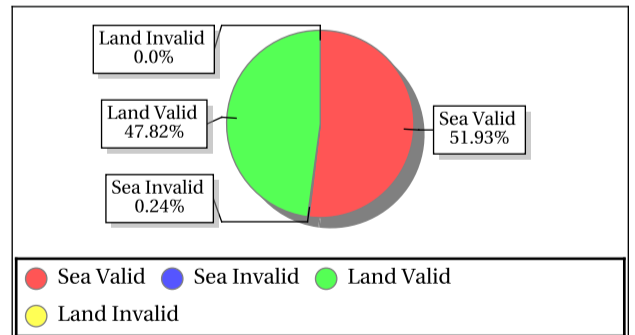 Land Invalid
0.0%
Land Valid
47.82%
Sea Valid
51.93%
Sea Invalid
0.24%
Sea Valid
Sea Invalid
Land Valid
Land Invalid